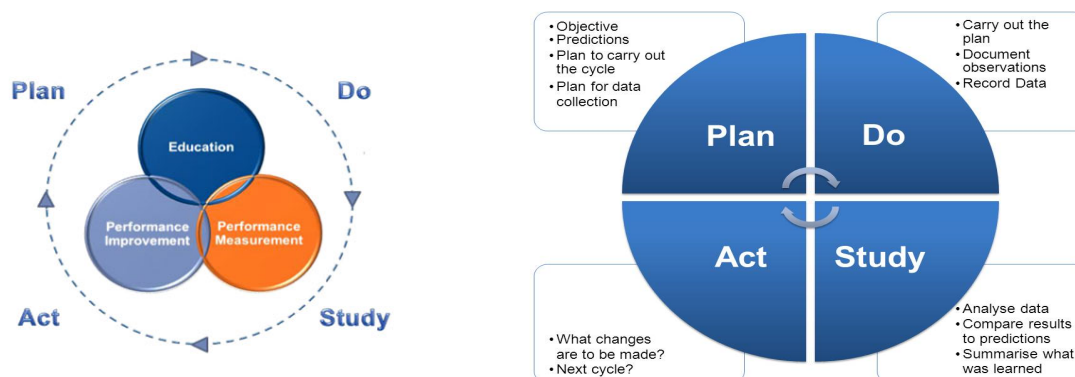 Plan
Do
Education
Performance
Improvement
Performance
Measurement
Act
Study
• Objective
• Predictions
• Plan to carry out
the cycle
• Plan for data
collection
• Carry out the
plan
• Document
observations
• Record Data
Plan
Do
Act
Study
• What changes
are to be made?
• Next cycle?
• Analyse data
• Compare results
to predictions
• Summarise what
was learned